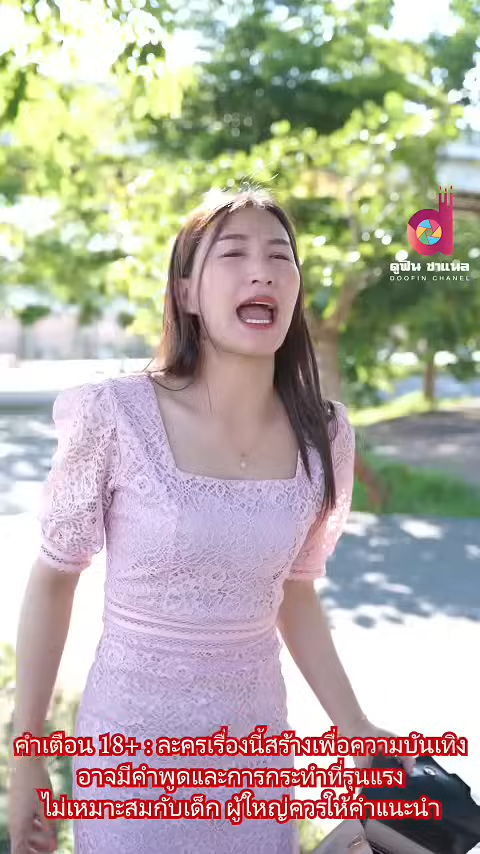 d
ดูฟิน ชาแนล
DOOFIN CHANEL
คำเตือน 18+ : ละครเรื่องนี้สร้างเพื่อความบันเทิง
อาจมีคำพูดและการกระทำที่รุนแรง
ไม่เหมาะสมกับเด็ก ผู้ใหญ่ควรให้คำแนะนำ